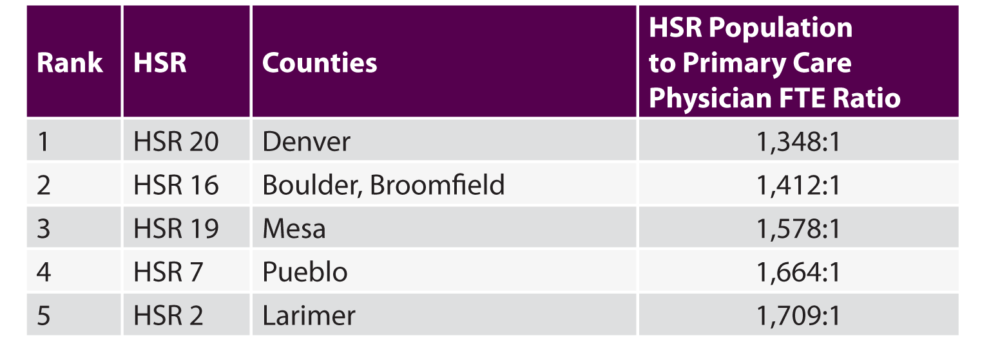 Rank HSR Counties HSR Population
to Primary Care
Physician FTE Ratio
1 HSR 20 Denver 1,348:1
2 HSR 16 Boulder, Broomfield 1,412:1
3 HSR 19 Mesa 1,578:1
4 HSR 7 Pueblo 1,664:1
5 HSR 2 Larimer 1,709:1